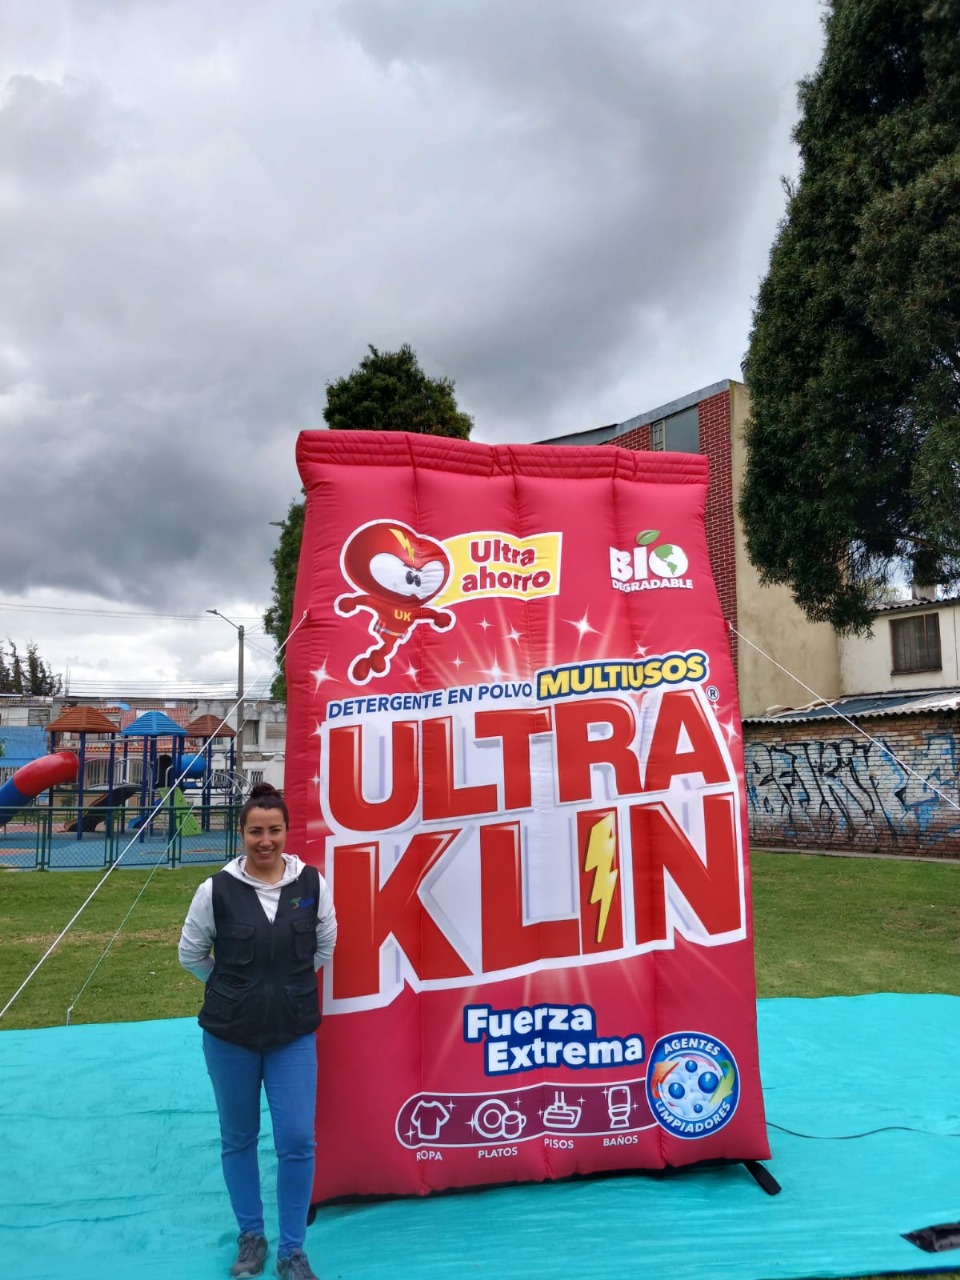 Ultra
ahorro
BIO
DEGRADABLE
UK
DETERGENTE EN POLVO MULTIUSOS
ULTRA®
KLIN
Fuerza
Extrema
AGENTES
LIMPIADORES
ROPA PLATOS PISOS BAÑOS